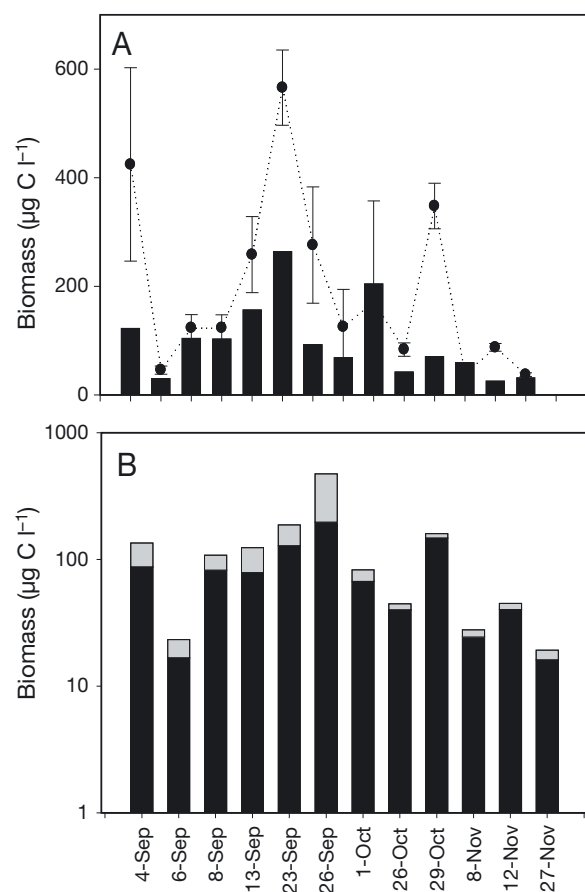 A
600
400
200
0
Biomass (µg C l⁻¹)
B
1000
100
10
1
Biomass (µg C l⁻¹)
4-Sep
6-Sep
8-Sep
13-Sep
23-Sep
26-Sep
1-Oct
26-Oct
29-Oct
8-Nov
12-Nov
27-Nov